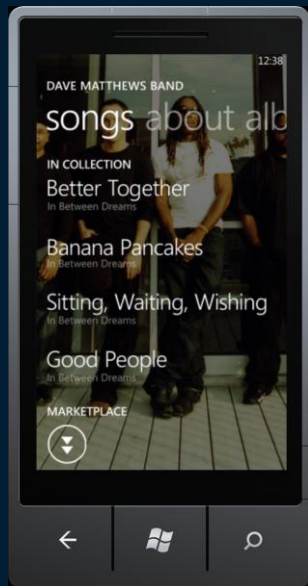 12:38
DAVE MATTHEWS BAND
songs about alb
IN COLLECTION
Better Together
In Between Dreams
Banana Pancakes
In Between Dreams
Sitting, Waiting, Wishing
In Between Dreams
Good People
In Between Dreams
MARKETPLACE